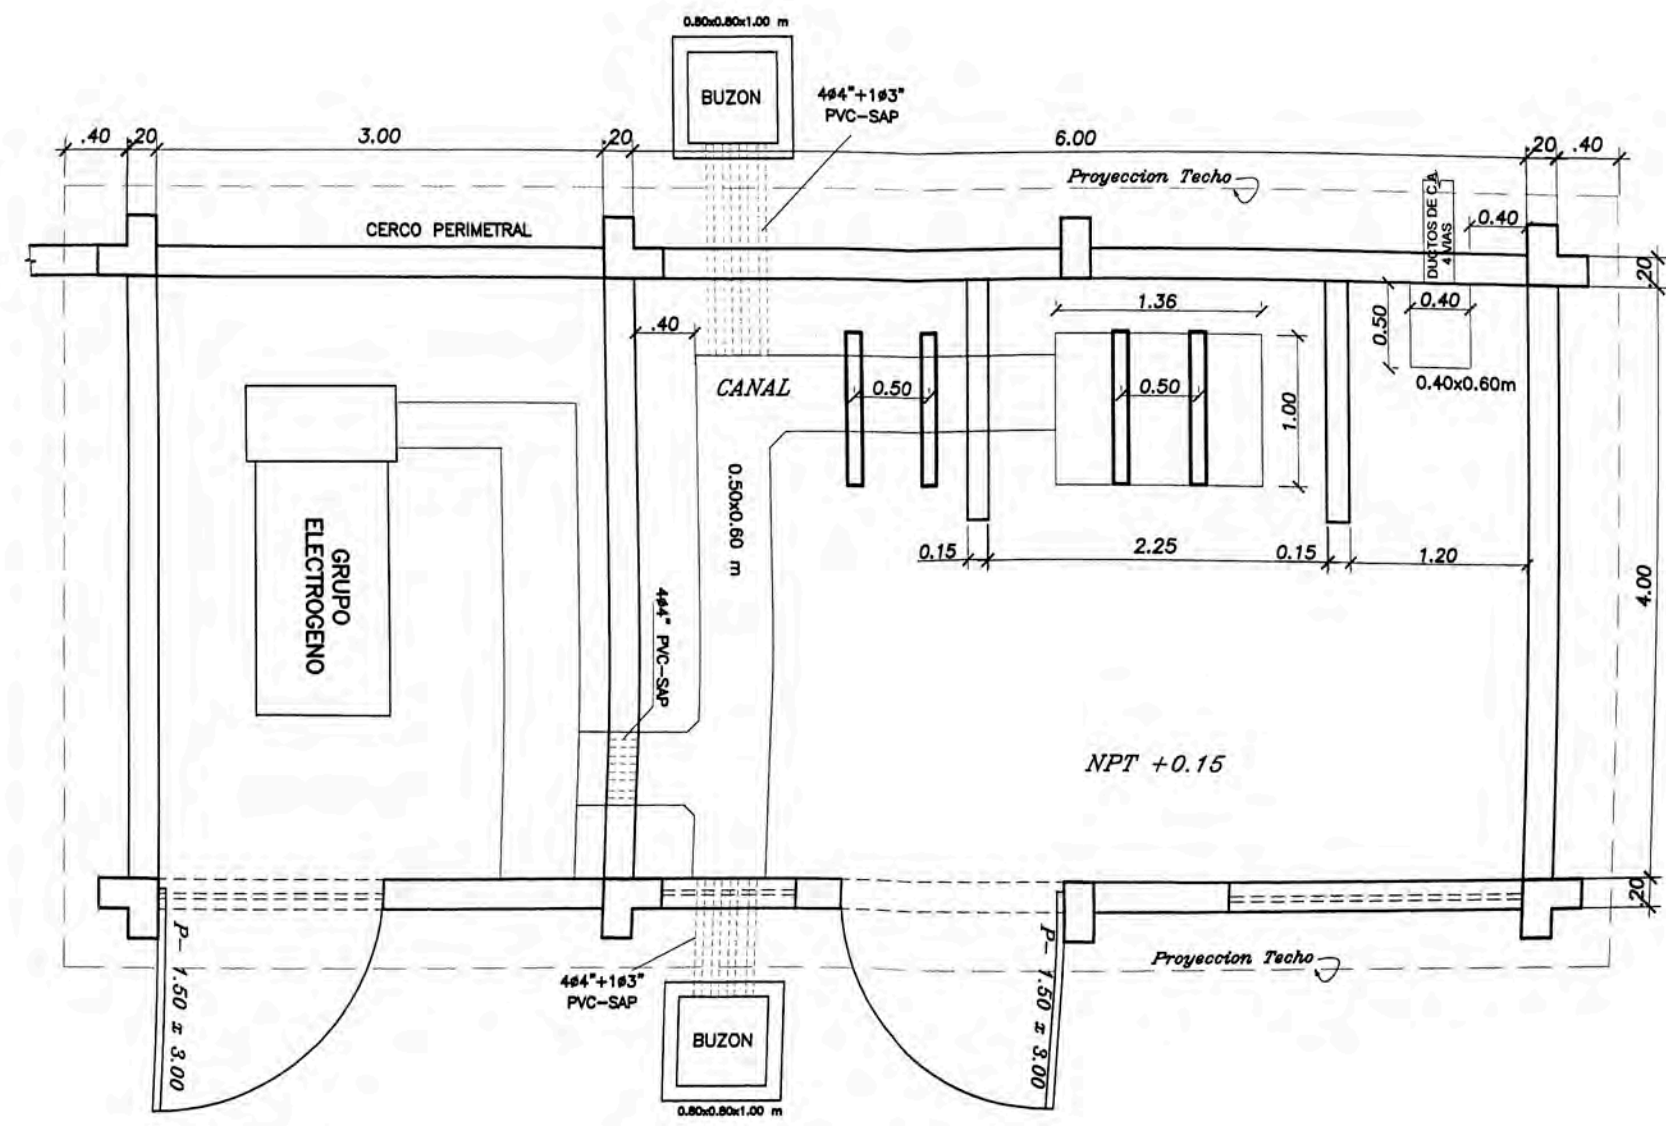 0.80x0.80x1.00 m
BUZON
4ø4"+1ø3"
PVC-SAP
.40
.20
3.00
.20
6.00
.20
.40
Proyeccion Techo
CERCO PERIMETRAL
DUCTOS DE C.A
4 VIAS
0.40
.20
.40
1.36
0.40
0.50
CANAL
0.50
0.50
1.00
0.40x0.60m
0.50x0.60 m
GRUPO
ELECTROGENO
0.15
2.25
0.15
1.20
4.00
4ø4" PVC-SAP
NPT +0.15
.20
P- 1.50 x 3.00
4ø4"+1ø3"
PVC-SAP
P- 1.50 x 3.00
Proyeccion Techo
BUZON
0.80x0.80x1.00 m